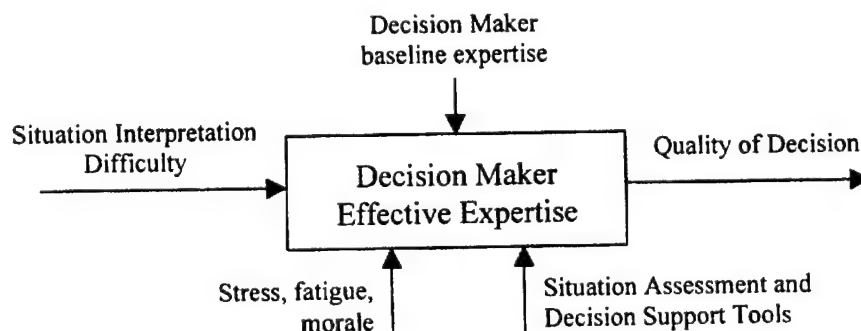 Decision Maker
baseline expertise
Situation Interpretation
Difficulty
Quality of Decision
Decision Maker
Effective Expertise
Stress, fatigue,
morale
Situation Assessment and
Decision Support Tools